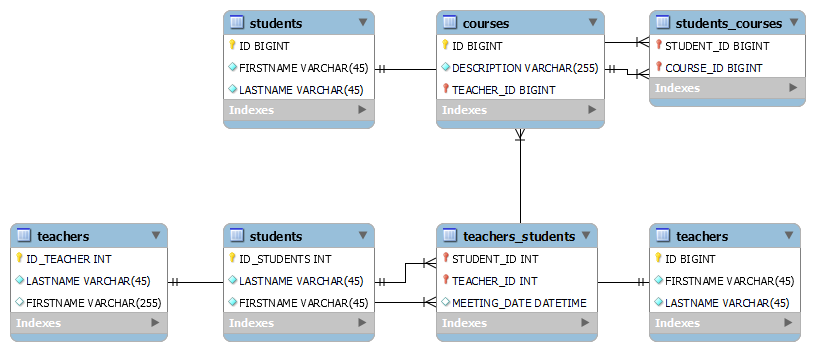 students
ID BIGINT
FIRSTNAME VARCHAR(45)
LASTNAME VARCHAR(45)
Indexes
courses
ID BIGINT
DESCRIPTION VARCHAR(255)
TEACHER_ID BIGINT
Indexes
students_courses
STUDENT_ID BIGINT
COURSE_ID BIGINT
Indexes
teachers
ID_TEACHER INT
LASTNAME VARCHAR(45)
FIRSTNAME VARCHAR(255)
Indexes
students
ID_STUDENTS INT
LASTNAME VARCHAR(45)
FIRSTNAME VARCHAR(45)
Indexes
teachers_students
STUDENT_ID INT
TEACHER_ID INT
MEETING_DATE DATETIME
Indexes
teachers
ID BIGINT
FIRSTNAME VARCHAR(45)
LASTNAME VARCHAR(45)
Indexes